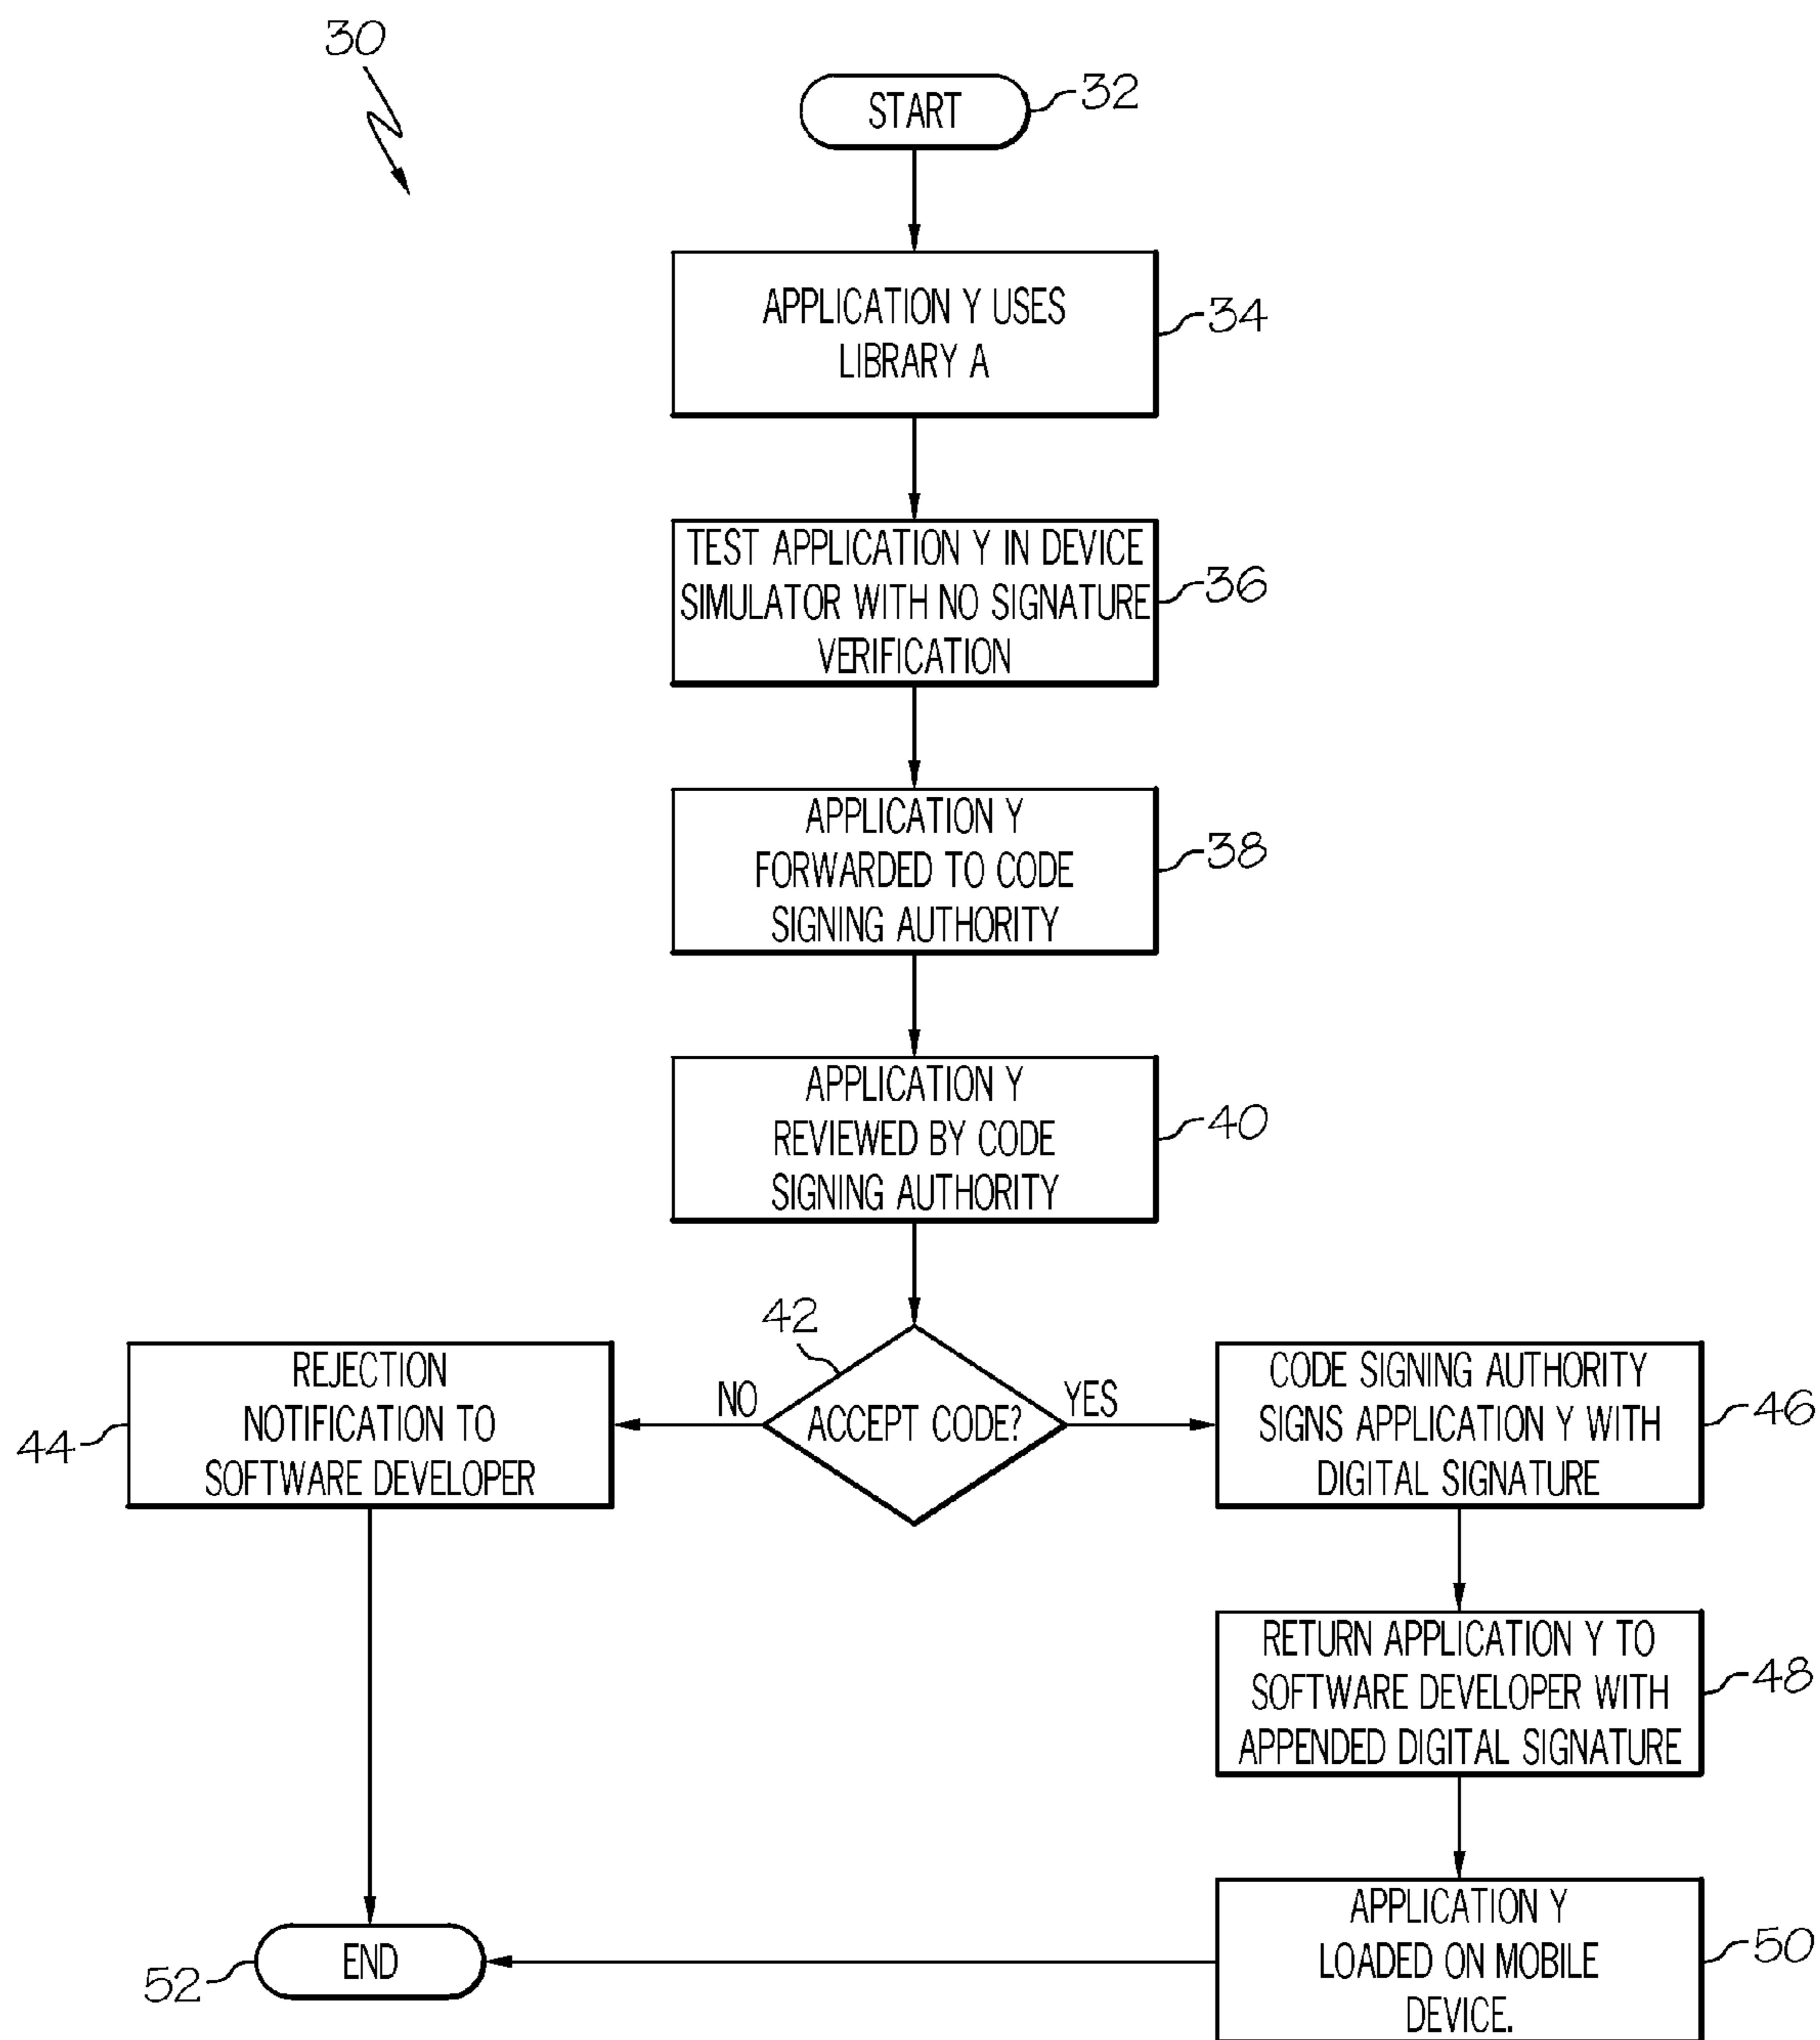 30
START
32
APPLICATION Y USES
LIBRARY A
34
TEST APPLICATION Y IN DEVICE
SIMULATOR WITH NO SIGNATURE
VERIFICATION
36
APPLICATION Y
FORWARDED TO CODE
SIGNING AUTHORITY
38
APPLICATION Y
REVIEWED BY CODE
SIGNING AUTHORITY
40
42
ACCEPT CODE?
NO
YES
REJECTION
NOTIFICATION TO
SOFTWARE DEVELOPER
44
CODE SIGNING AUTHORITY
SIGNS APPLICATION Y WITH
DIGITAL SIGNATURE
46
RETURN APPLICATION Y TO
SOFTWARE DEVELOPER WITH
APPENDED DIGITAL SIGNATURE
48
APPLICATION Y
LOADED ON MOBILE
DEVICE.
50
END
52